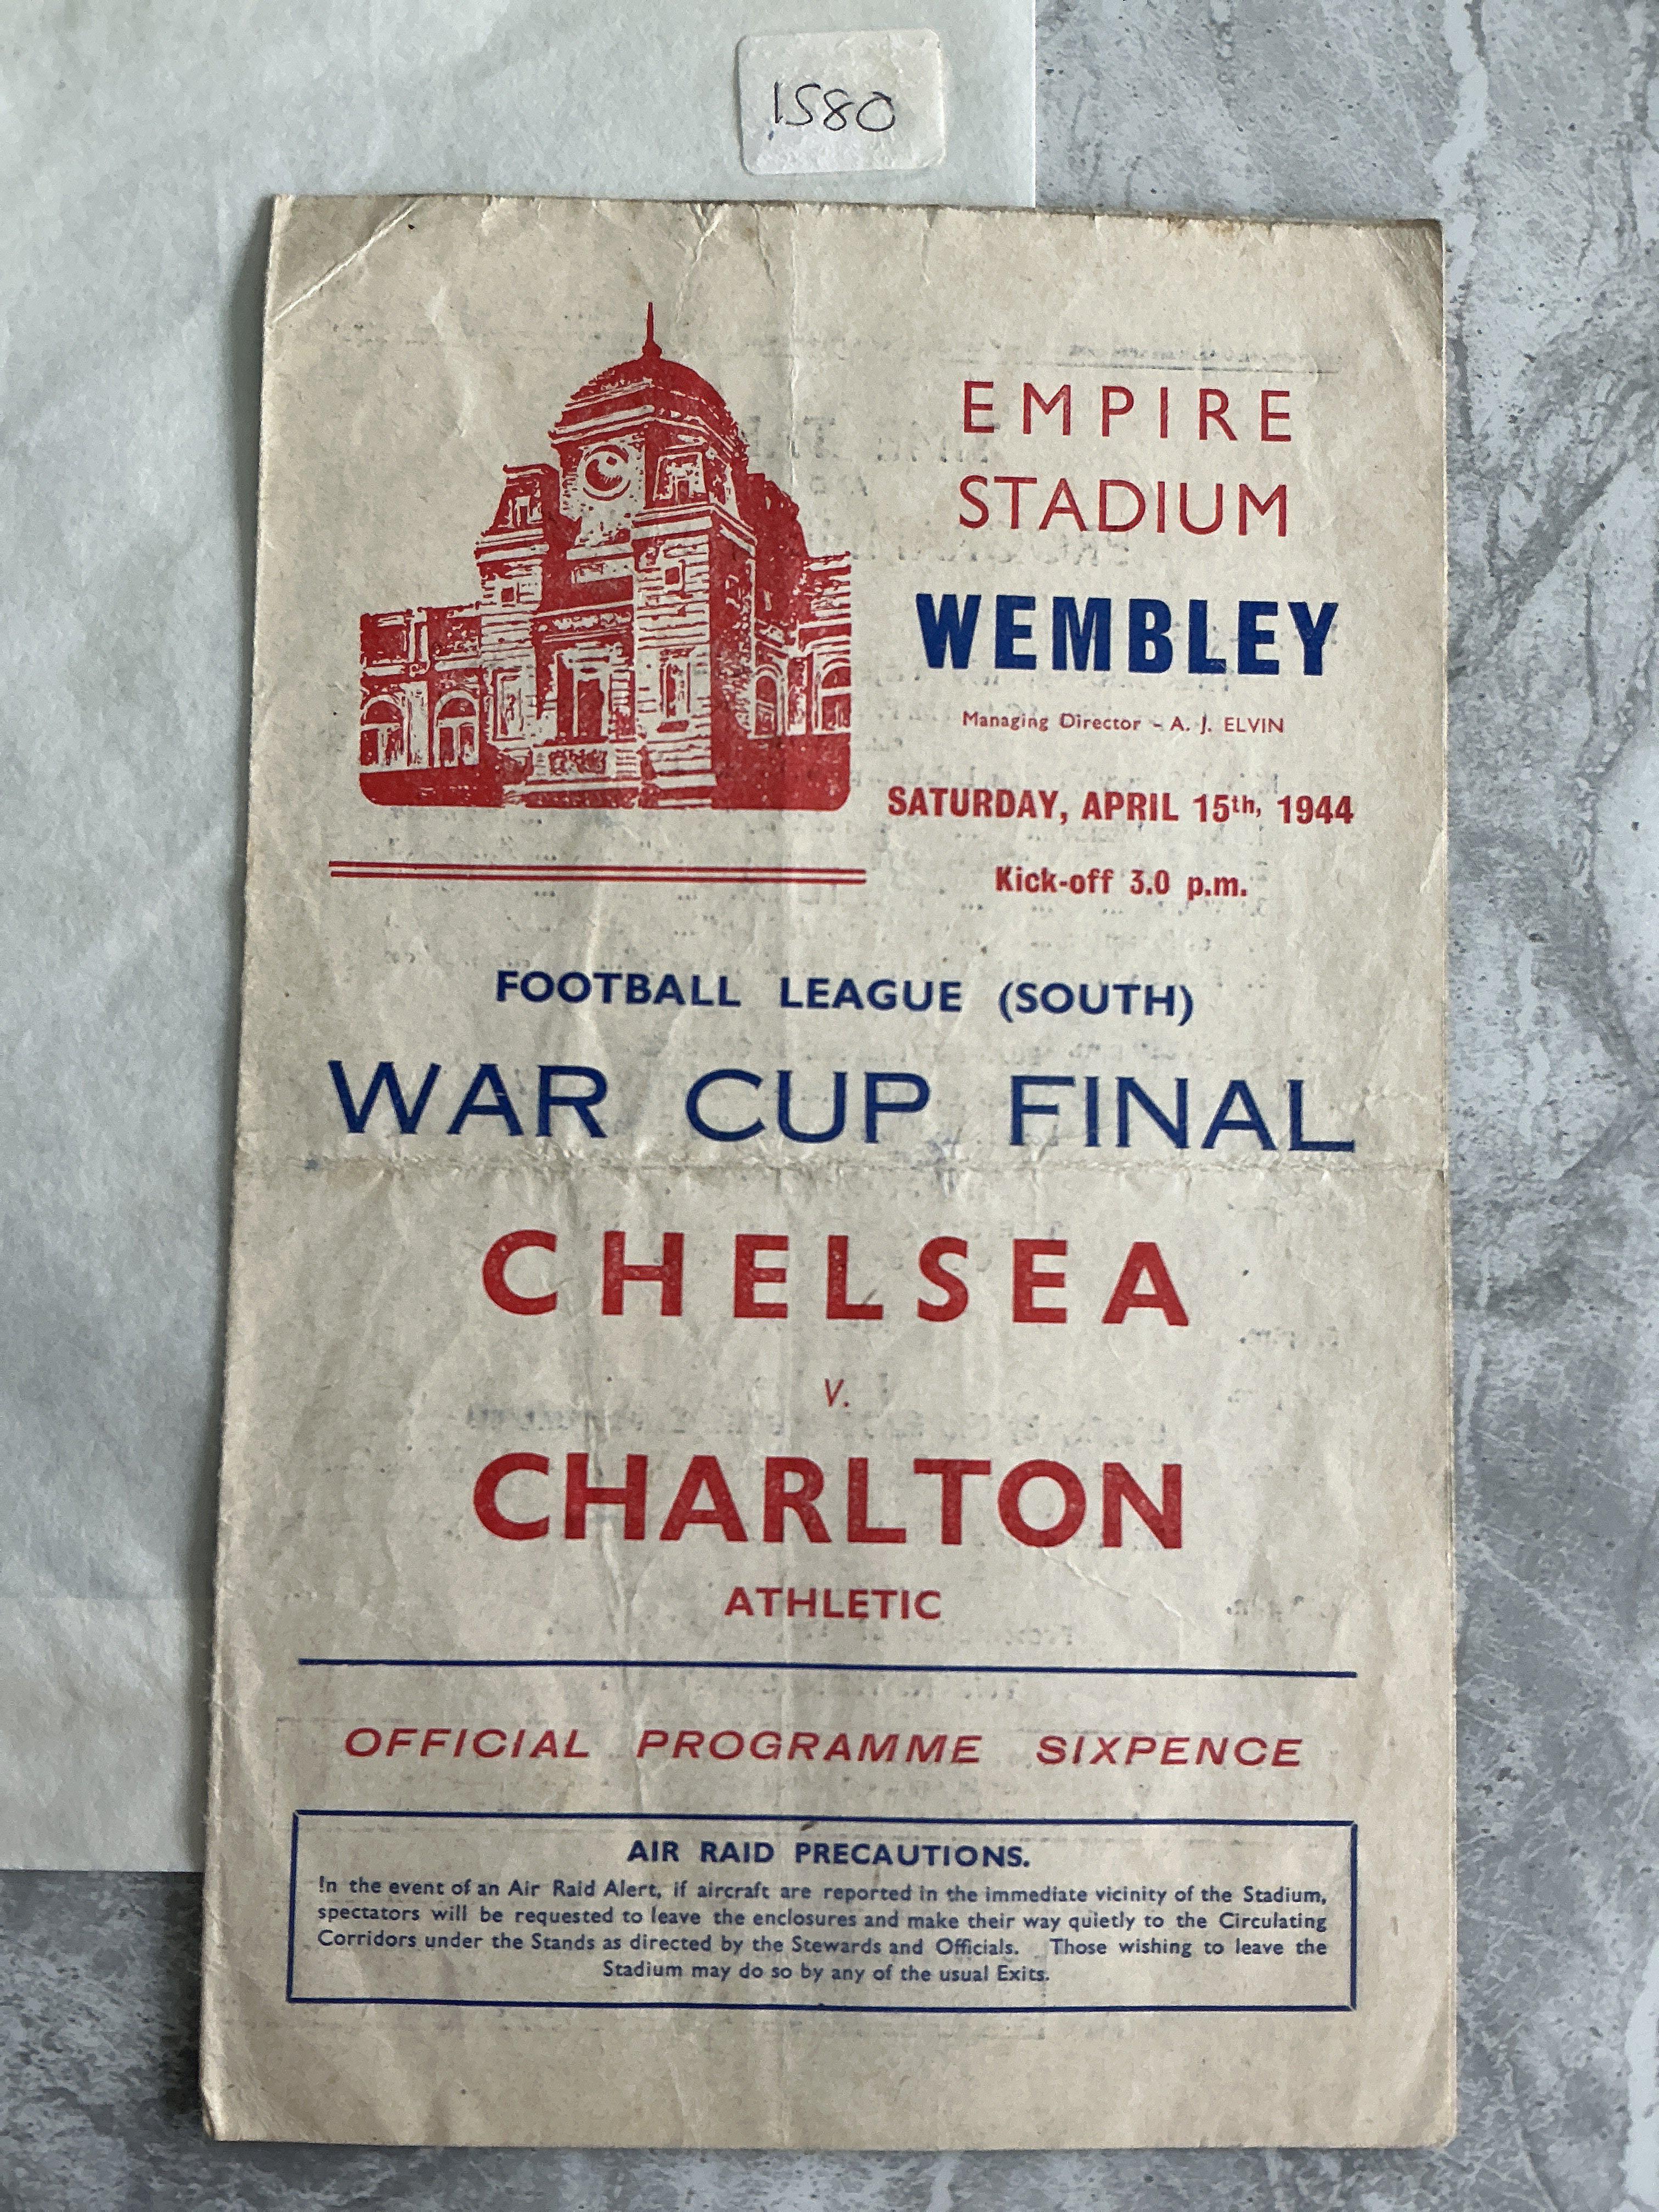 1580
EMPIRE
STADIUM
WEMBLEY
Managing Director - A. J. ELVIN
SATURDAY, APRIL 15th, 1944
Kick-off 3.0 p.m.
FOOTBALL LEAGUE (SOUTH)
WAR CUP FINAL
CHELSEA
V.
CHARLTON
ATHLETIC
OFFICIAL PROGRAMME SIXPENCE
AIR RAID PRECAUTIONS.
In the event of an Air Raid Alert, if aircraft are reported in the immediate vicinity of the Stadium,
spectators will be requested to leave the enclosures and make their way quietly to the Circulating
Corridors under the Stands as directed by the Stewards and Officials. Those wishing to leave the
Stadium may do so by any of the usual Exits.